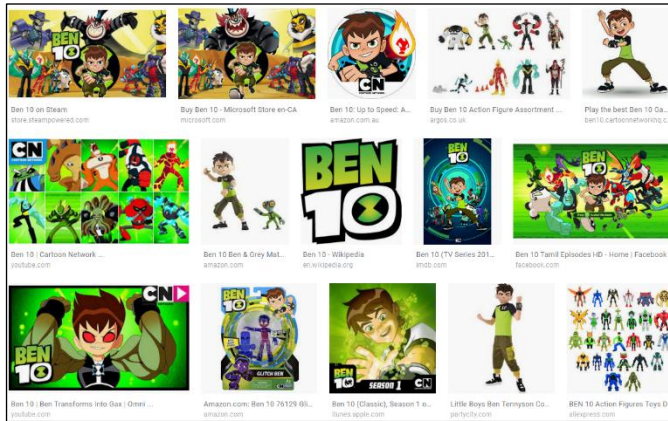 BEN
10
BEN
10
CN
CARTOON NETWORK
Ben 10 on Steam
store.steampowered.com
Buy Ben 10 - Microsoft Store en-CA
microsoft.com
Ben 10: Up to Speed: A...
amazon.com.au
Buy Ben 10 Action Figure Assortment ...
argos.co.uk
Play the best Ben 10 Ga...
ben10.cartoonnetworking.c...
CN
CARTOON NETWORK
BEN
10
BEN
10
BEN
10
Ben 10 | Cartoon Network ...
youtube.com
Ben 10 Ben & Grey Mat...
amazon.com
Ben 10 - Wikipedia
en.wikipedia.org
Ben 10 (TV Series 201...
imdb.com
Ben 10 Tamil Episodes HD - Home | Facebook
facebook.com
CN
BEN
10
BEN
10
GLITCH BEN
BEN
10
SEASON 1
CN
Ben 10 | Ben Transforms Into Gax | Omni ...
youtube.com
Amazon.com: Ben 10 76129 Gli...
amazon.com
Ben 10 (Classic), Season 1 o...
itunes.apple.com
Little Boys Ben Tennyson Co...
partycity.com
BEN 10 Action Figures Toys D
aliexpress.com